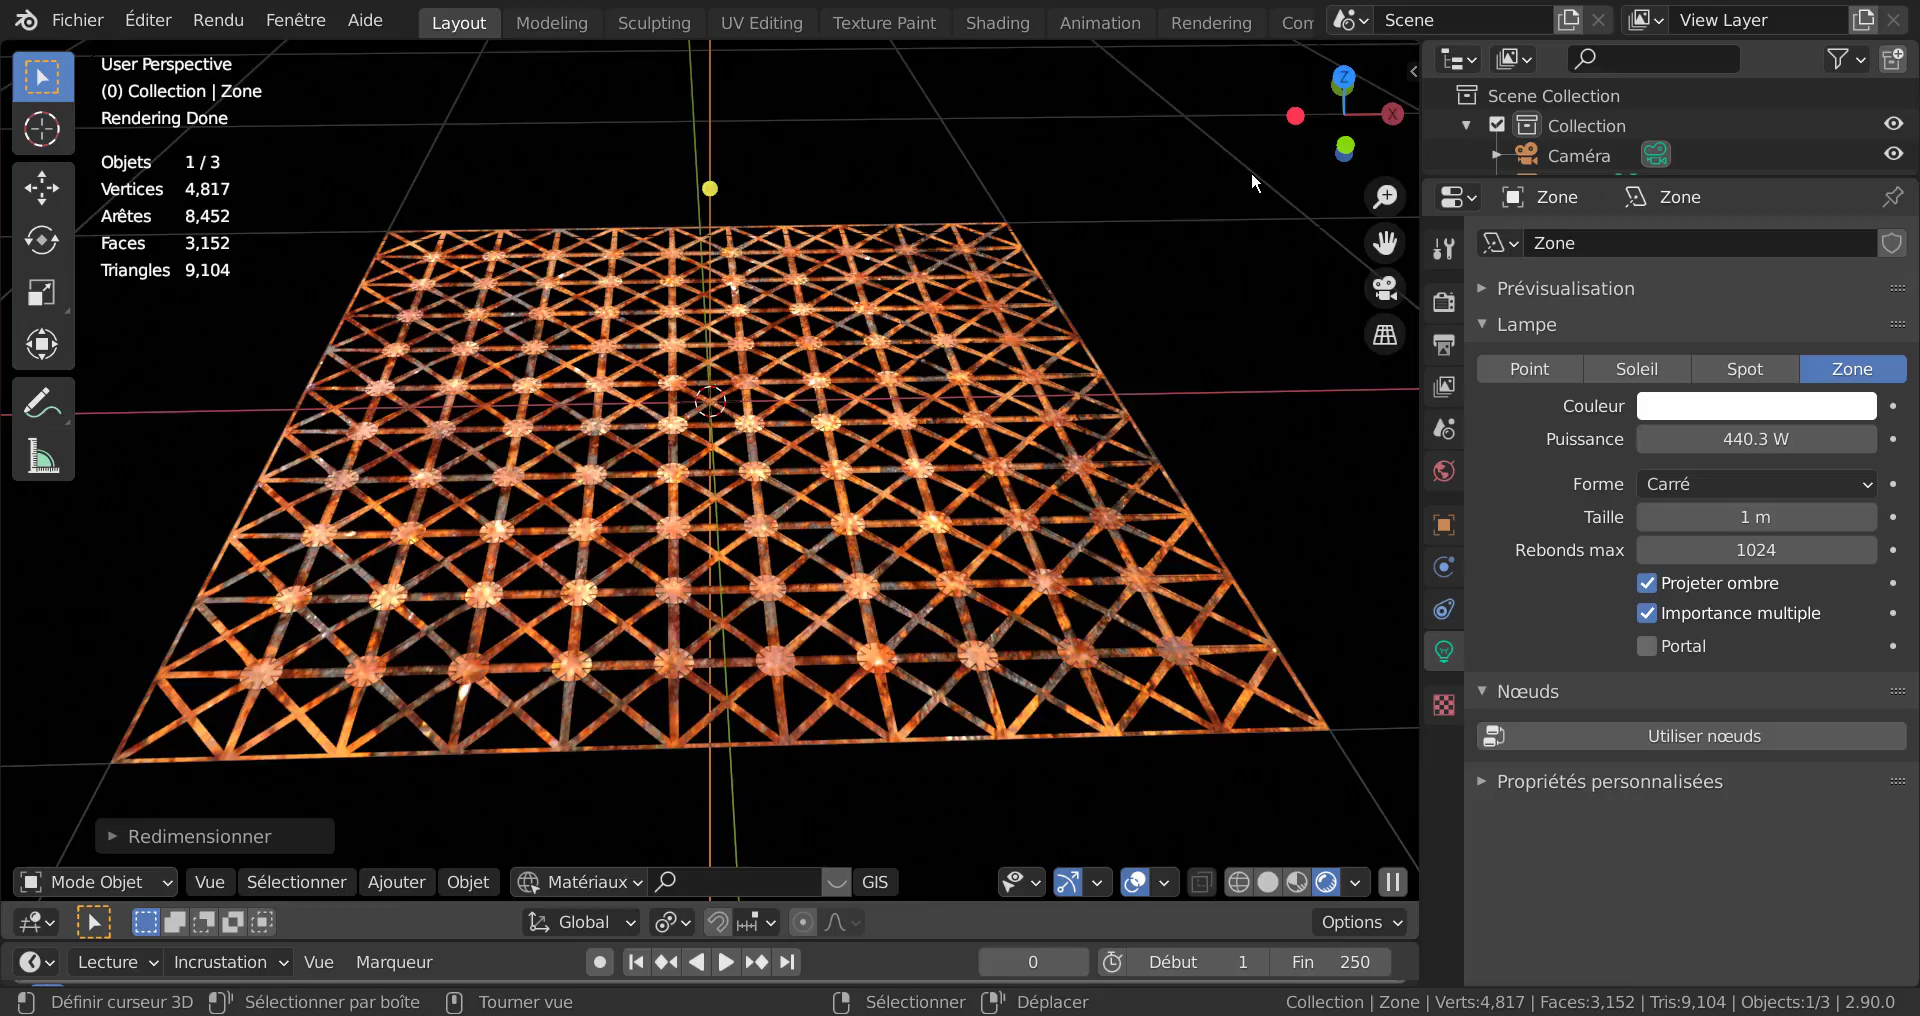 Fichier Éditer Rendu Fenêtre Aide Layout Modeling Sculpting UV Editing Texture Paint Shading Animation Rendering Com Scene View Layer
User Perspective
(0) Collection | Zone
Rendering Done
Objets 1 / 3
Vertices 4,817
Arêtes 8,452
Faces 3,152
Triangles 9,104
Z
X
Scene Collection
Collection
Caméra
Zone Zone
Zone
Prévisualisation
Lampe
Point Soleil Spot Zone
Couleur
Puissance 440.3 W
Forme Carré
Taille 1 m
Rebonds max 1024
Projeter ombre
Importance multiple
Portal
Nœuds
Utiliser nœuds
Propriétés personnalisées
Redimensionner
Mode Objet Vue Sélectionner Ajouter Objet Matériaux GIS
Global Options
Lecture Incrustation Vue Marqueur 0 Début 1 Fin 250
Définir curseur 3D Sélectionner par boîte Tourner vue Sélectionner Déplacer Collection | Zone | Verts:4,817 | Faces:3,152 | Tris:9,104 | Objects:1/3 | 2.90.0